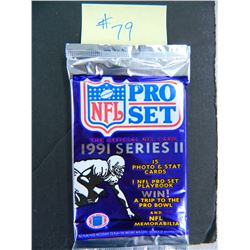 #79
NFL
PRO
SET
THE OFFICIAL NFL CARD
1991 SERIES II
15
PHOTO & STAT
CARDS
1 NFL PRO SET
PLAYBOOK
WIN!
A TRIP TO THE
PRO BOWL
AND
NFL
MEMORABILIA